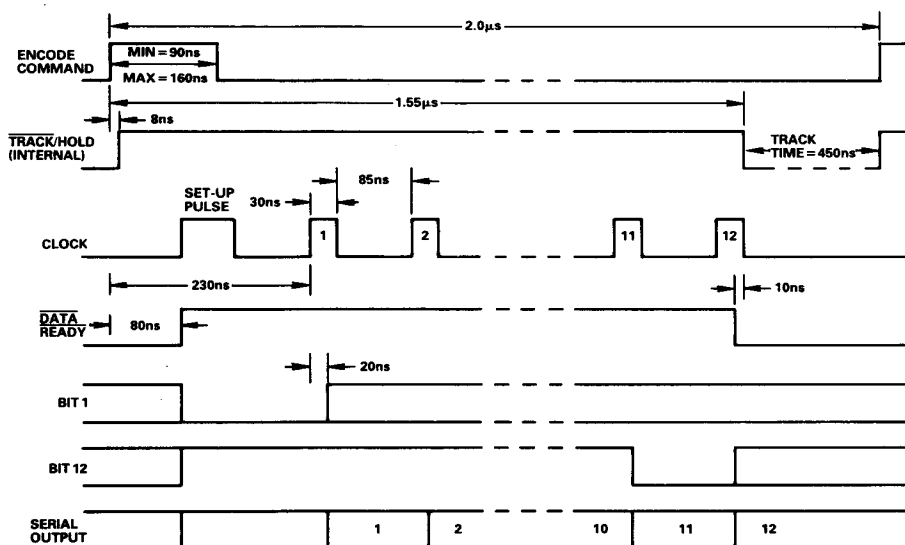 2.0µs
ENCODE
COMMAND
MIN = 90ns
MAX = 160ns
1.55µs
8ns
TRACK/HOLD
(INTERNAL)
TRACK
TIME = 450ns
SET-UP
PULSE
30ns
85ns
CLOCK
1
2
11
12
230ns
10ns
DATA
READY
80ns
20ns
BIT 1
BIT 12
SERIAL
OUTPUT
1
2
10
11
12